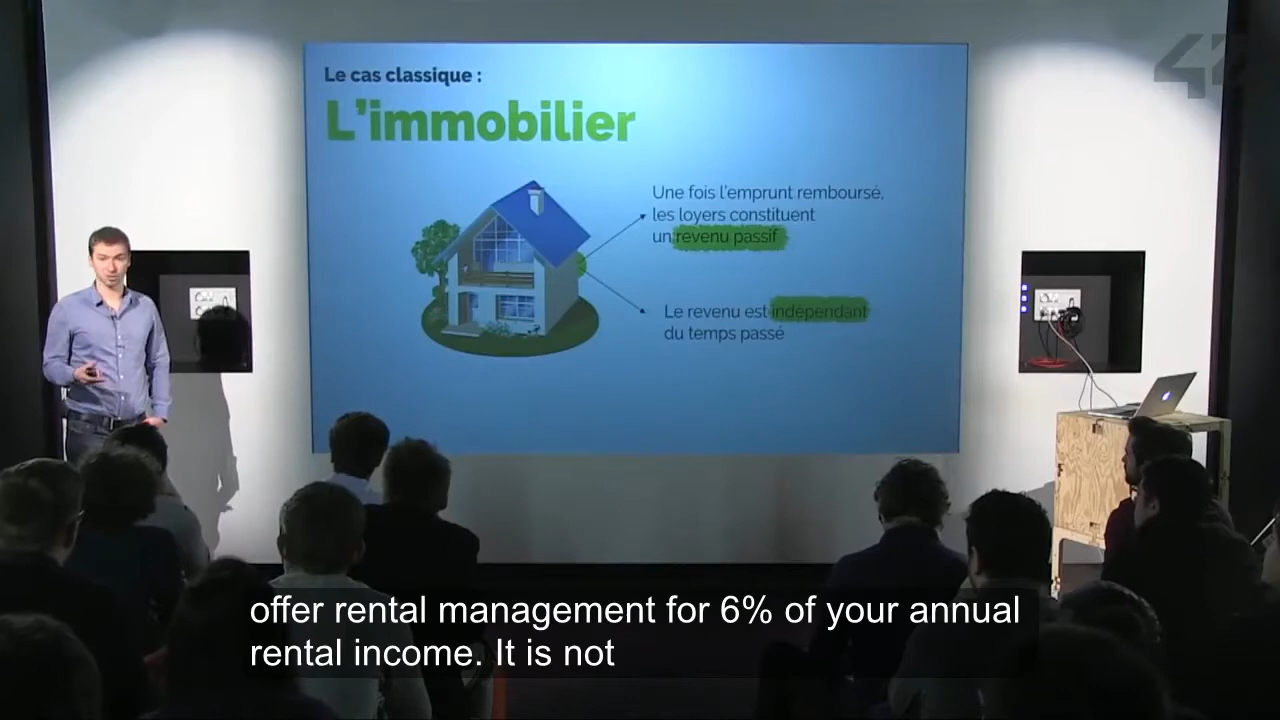 42
Le cas classique :
L'immobilier
Une fois l'emprunt remboursé,
les loyers constituent
un revenu passif
Le revenu est indépendant
du temps passé
offer rental management for 6% of your annual
rental income. It is not